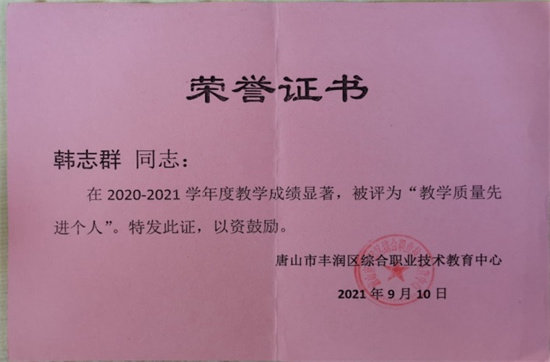 荣誉证书
韩志群 同志：
在 2020-2021 学年度教学成绩显著，被评为“教学质量先
进个人”。特发此证，以资鼓励。
唐山市丰润区综合职业技术教育中心
2021 年 9 月 10 日